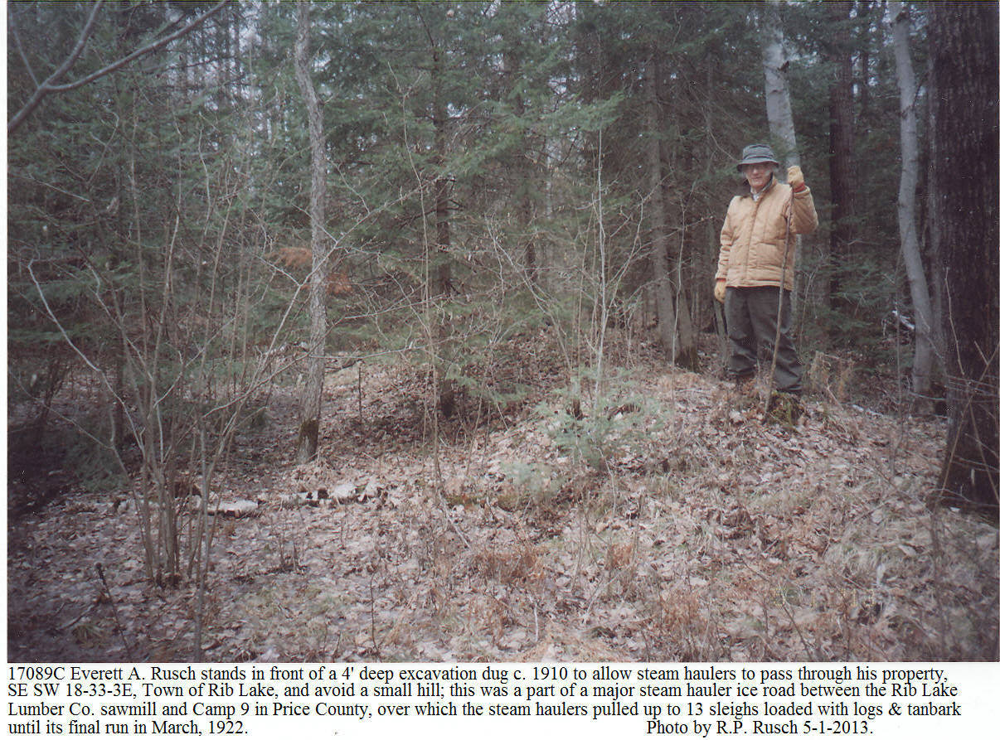 17089C Everett A. Rusch stands in front of a 4' deep excavation dug c. 1910 to allow steam haulers to pass through his property,
SE SW 18-33-3E, Town of Rib Lake, and avoid a small hill; this was a part of a major steam hauler ice road between the Rib Lake
Lumber Co. sawmill and Camp 9 in Price County, over which the steam haulers pulled up to 13 sleighs loaded with logs & tanbark
until its final run in March, 1922. Photo by R.P. Rusch 5-1-2013.